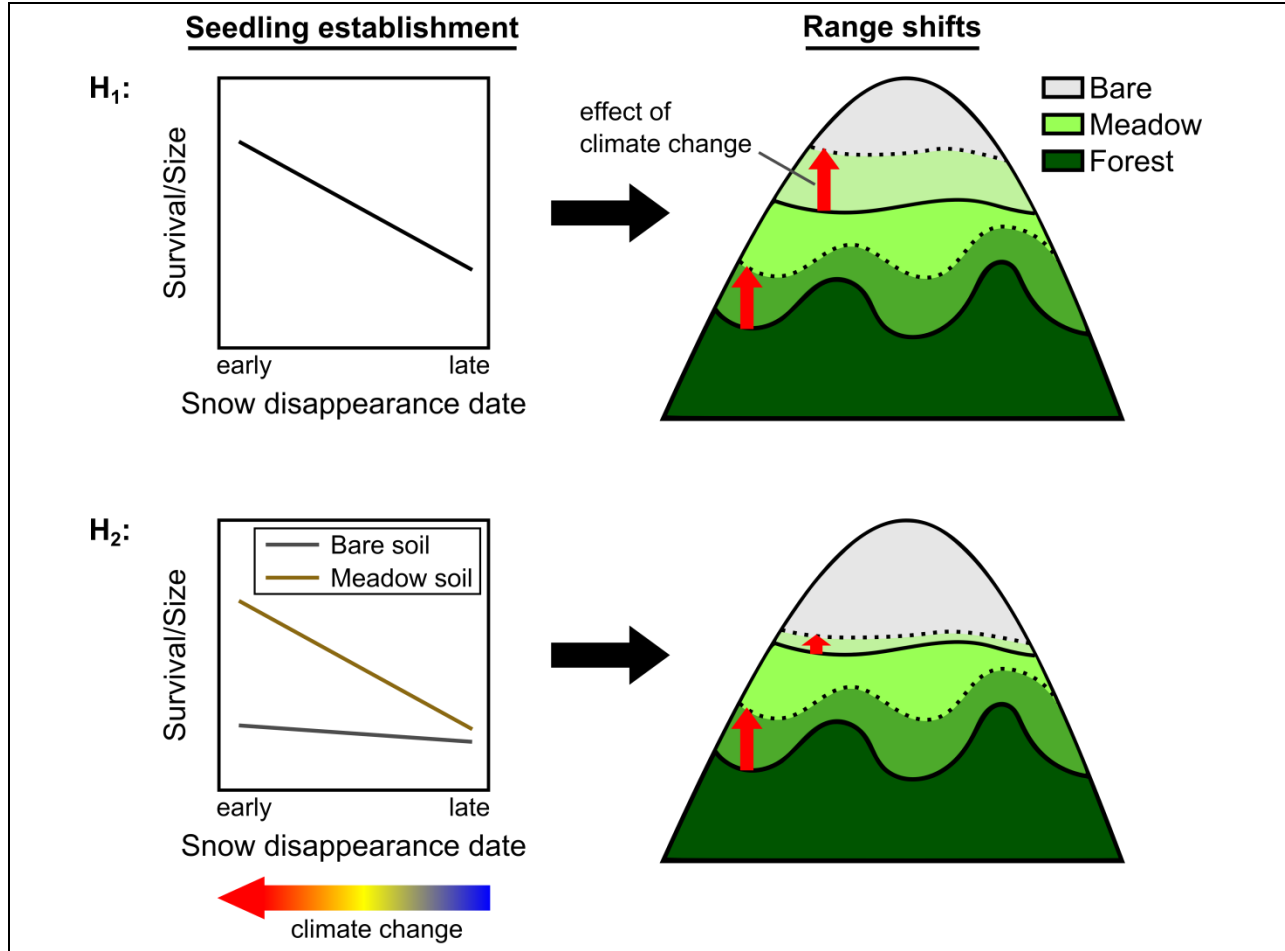 Seedling establishment
Range shifts
H₁:
Survival/Size
early
late
Snow disappearance date
effect of
climate change
Bare
Meadow
Forest
H₂:
Bare soil
Meadow soil
Survival/Size
early
late
Snow disappearance date
climate change